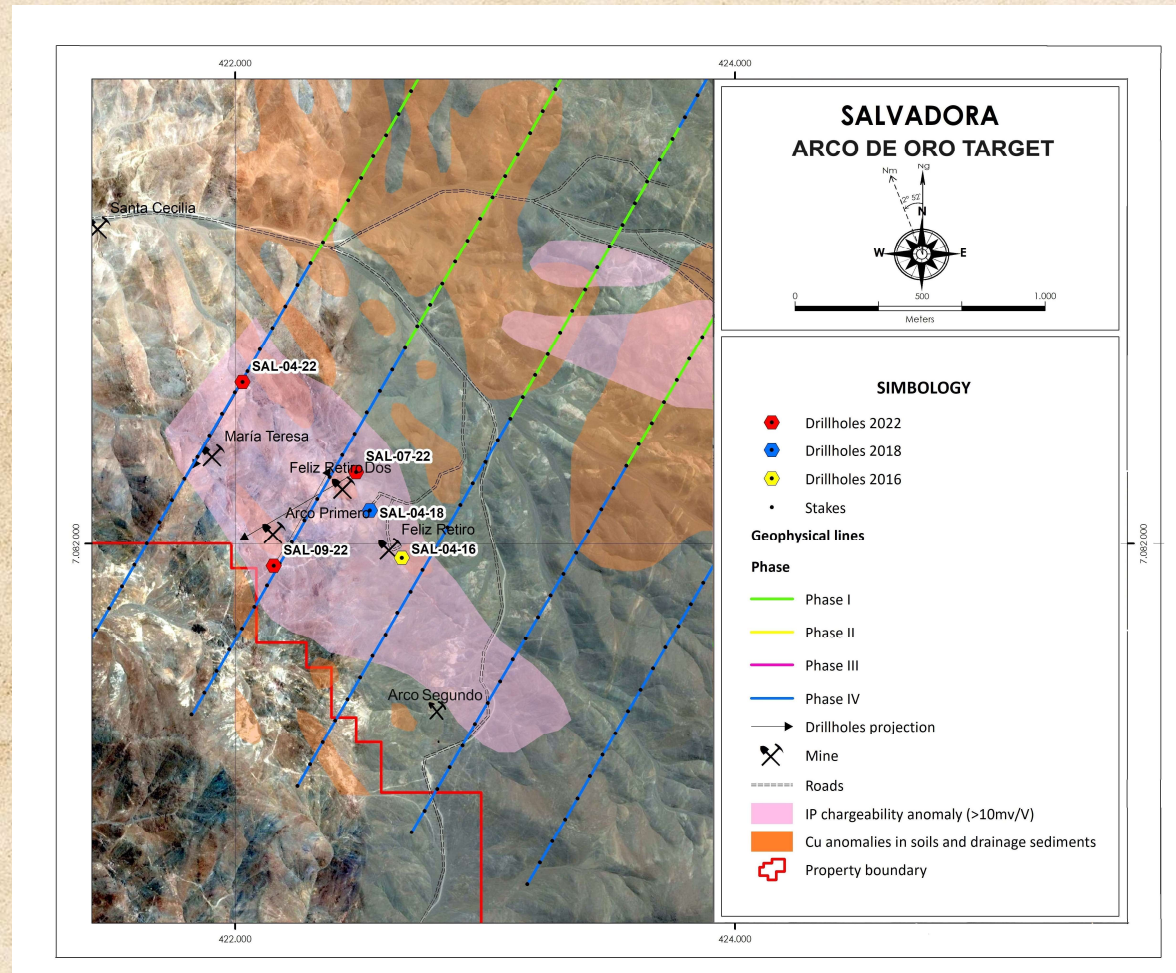 422.000
424.000
SALVADORA
ARCO DE ORO TARGET
Nm
Ng
2° 52'
N
W
E
S
0
500
1.000
Meters
Santa Cecilia
SAL-04-22
María Teresa
SAL-07-22
Feliz Retiro Dos
Arco Primero
SAL-04-18
Feliz Retiro
SAL-09-22
SAL-04-16
Arco Segundo
7.082.000
7.082.000
SIMBOLOGY
Drillholes 2022
Drillholes 2018
Drillholes 2016
Stakes
Geophysical lines
Phase
Phase I
Phase II
Phase III
Phase IV
Drillholes projection
Mine
Roads
IP chargeability anomaly (>10mv/V)
Cu anomalies in soils and drainage sediments
Property boundary
422.000
424.000